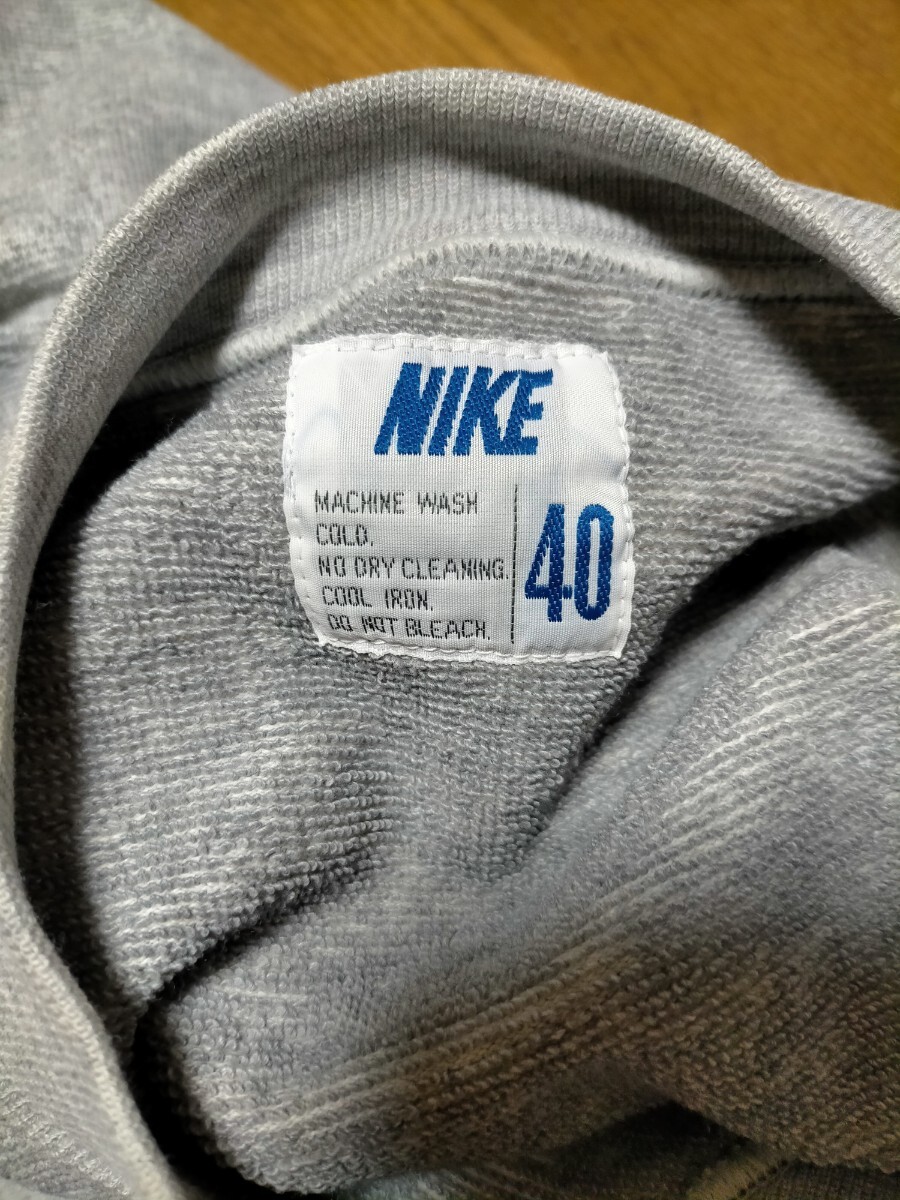 NIKE
MACHINE WASH
COLD.
NO DRY CLEANING.
COOL IRON.
DO NOT BLEACH.
40